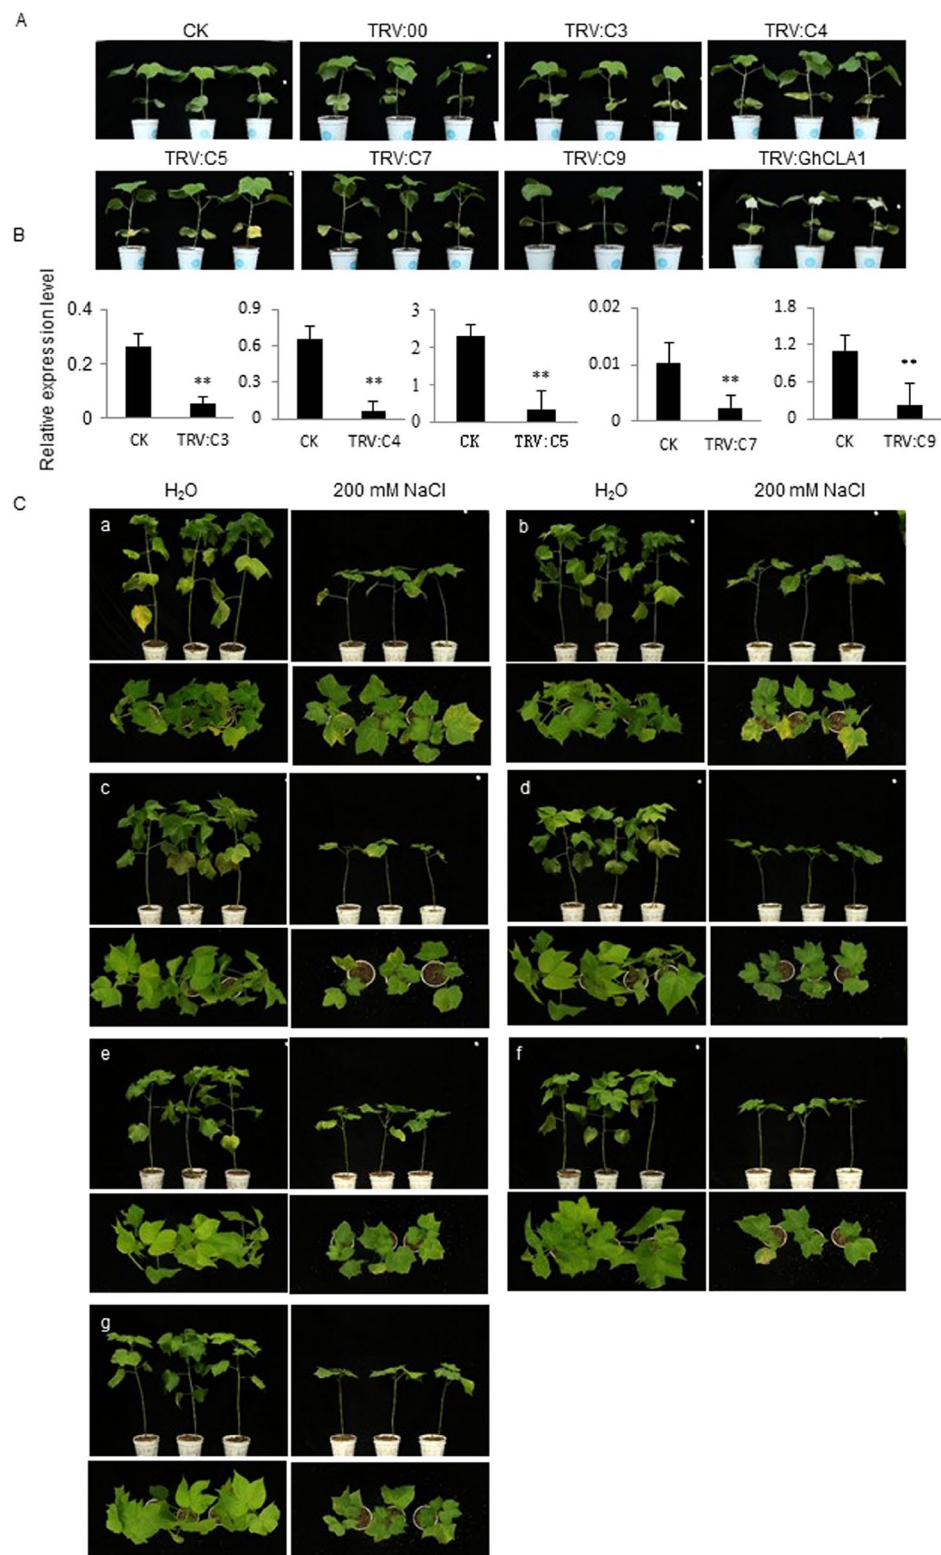 A
CK TRV:00 TRV:C3 TRV:C4
TRV:C5 TRV:C7 TRV:C9 TRV:GhCLA1
B
Relative expression level
0.4
0.2
0
**
CK TRV:C3
0.9
0.6
0.3
0
**
CK TRV:C4
3
2
1
0
**
CK TRV:C5
0.02
0.01
0
**
CK TRV:C7
1.8
1.2
0.6
0
**
CK TRV:C9
C
H₂O 200 mM NaCl H₂O 200 mM NaCl
a b
c d
e f
g